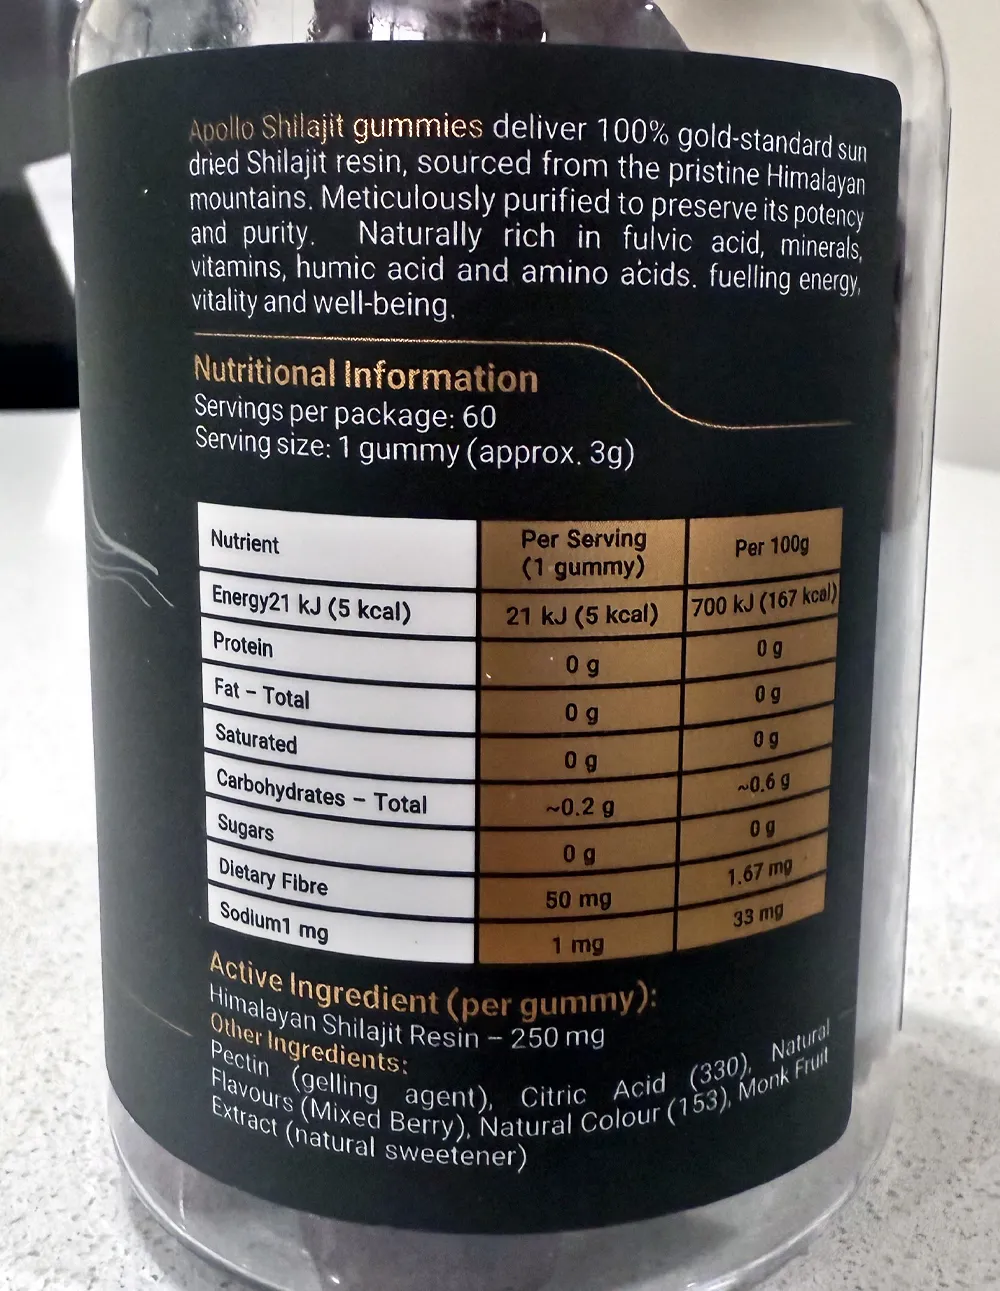 Apollo Shilajit gummies deliver 100% gold-standard sun
dried Shilajit resin, sourced from the pristine Himalayan
mountains. Meticulously purified to preserve its potency
and purity. Naturally rich in fulvic acid, minerals,
vitamins, humic acid and amino acids. fuelling energy,
vitality and well-being.
Nutritional Information
Servings per package: 60
Serving size: 1 gummy (approx. 3g)
Nutrient Per Serving (1 gummy) Per 100g
Energy21 kJ (5 kcal) 21 kJ (5 kcal) 700 kJ (167 kcal)
Protein 0 g 0 g
Fat – Total 0 g 0 g
Saturated 0 g 0 g
Carbohydrates – Total ~0.2 g ~0.6 g
Sugars 0 g 0 g
Dietary Fibre 50 mg 1.67 mg
Sodium1 mg 1 mg 33 mg
Active Ingredient (per gummy):
Himalayan Shilajit Resin – 250 mg
Other Ingredients:
Pectin (gelling agent), Citric Acid (330), Natural
Flavours (Mixed Berry), Natural Colour (153), Monk Fruit
Extract (natural sweetener)